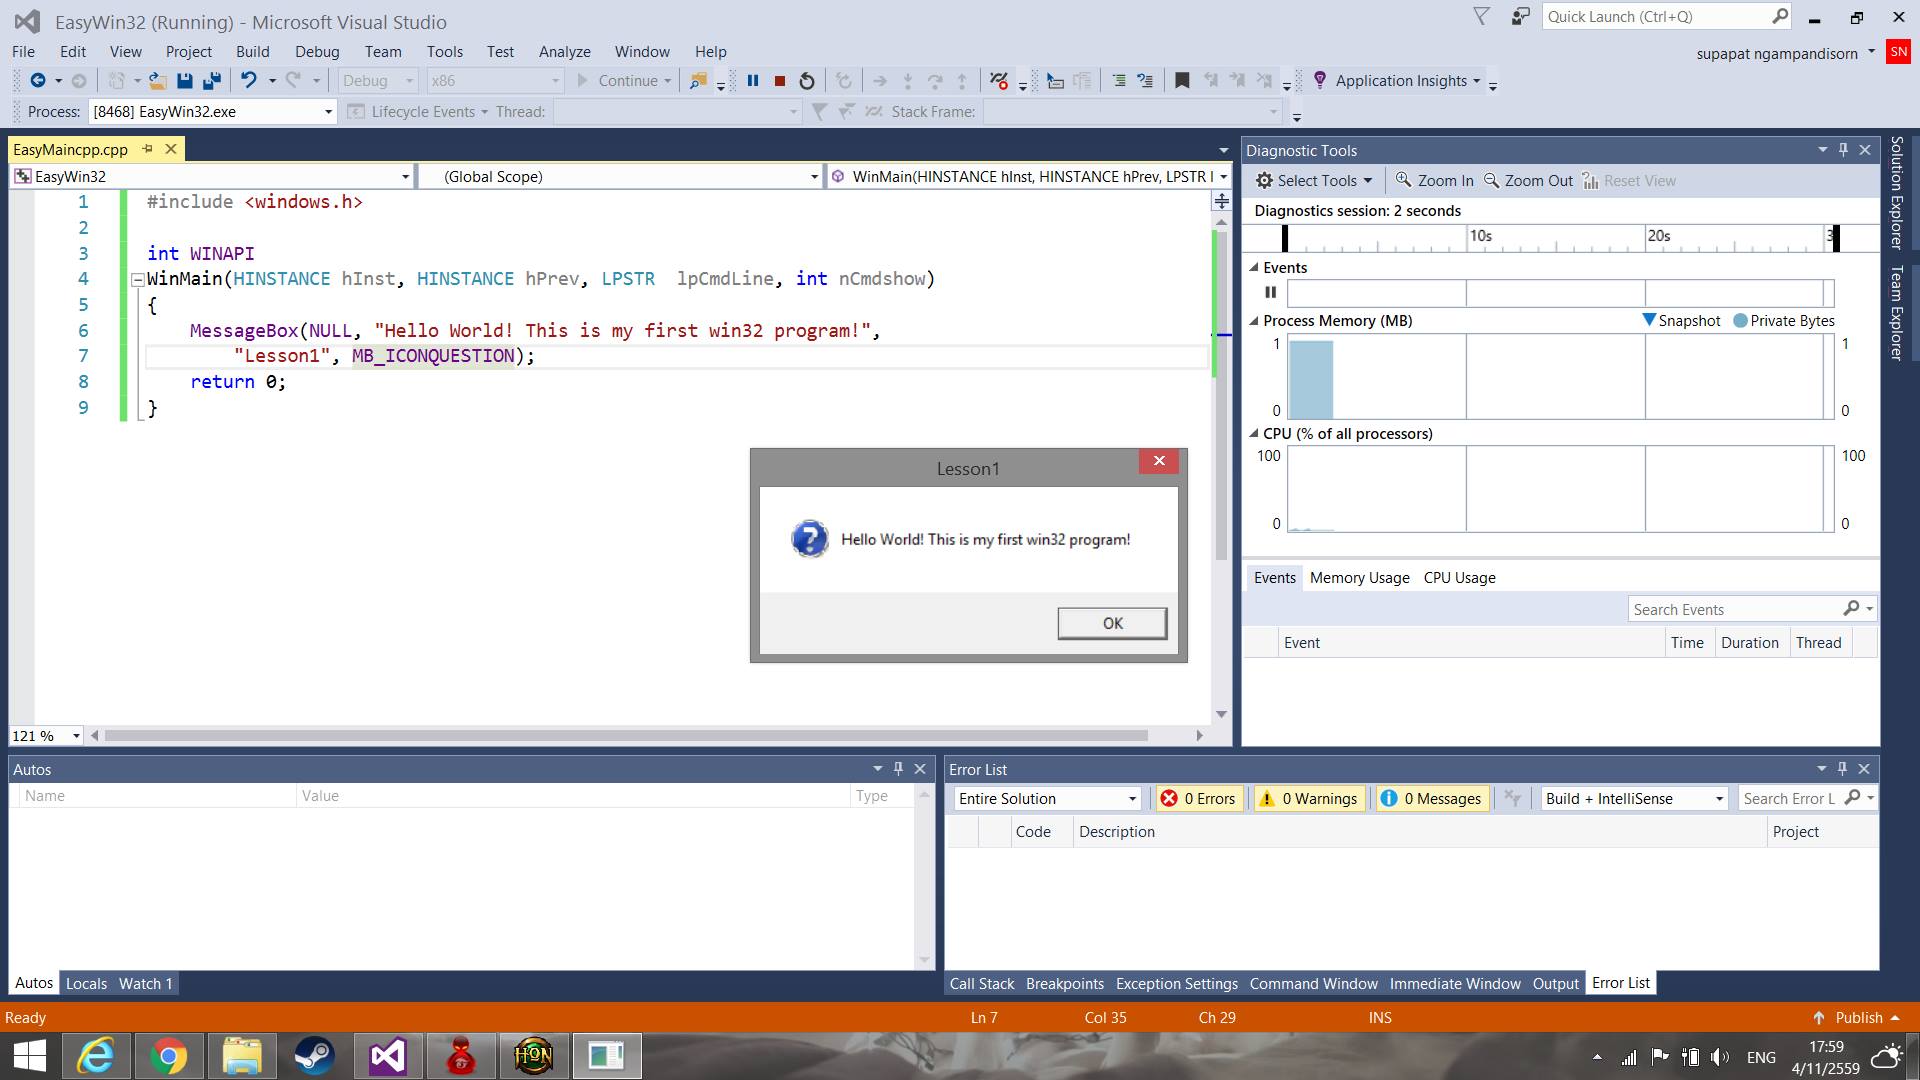 EasyWin32 (Running) - Microsoft Visual Studio
Quick Launch (Ctrl+Q)
File Edit View Project Build Debug Team Tools Test Analyze Window Help
supapat ngampandisorn SN
Debug x86 Continue Application Insights
Process: [8468] EasyWin32.exe Lifecycle Events Thread: Stack Frame:
EasyMaincpp.cpp
EasyWin32 (Global Scope) WinMain(HINSTANCE hInst, HINSTANCE hPrev, LPSTR l
1 #include <windows.h>
2
3 int WINAPI
4 WinMain(HINSTANCE hInst, HINSTANCE hPrev, LPSTR  lpCmdLine, int nCmdshow)
5 {
6     MessageBox(NULL, "Hello World! This is my first win32 program!",
7         "Lesson1", MB_ICONQUESTION);
8     return 0;
9 }
Lesson1
Hello World! This is my first win32 program!
OK
121 %
Diagnostic Tools
Select Tools Zoom In Zoom Out Reset View
Diagnostics session: 2 seconds
10s 20s 3
Events
Process Memory (MB) Snapshot Private Bytes
1 1
0 0
CPU (% of all processors)
100 100
0 0
Events Memory Usage CPU Usage
Search Events
Event Time Duration Thread
Solution Explorer
Team Explorer
Autos
Name Value Type
Autos Locals Watch 1
Error List
Entire Solution 0 Errors 0 Warnings 0 Messages Build + IntelliSense Search Error L
Code Description Project
Call Stack Breakpoints Exception Settings Command Window Immediate Window Output Error List
Ready Ln 7 Col 35 Ch 29 INS Publish
HON
ENG
17:59
4/11/2559